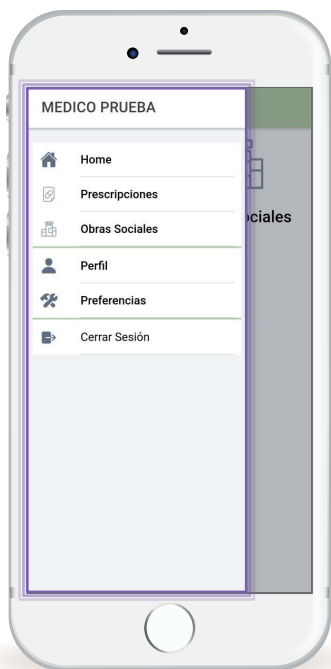 MEDICO PRUEBA
Home
Prescripciones
ciales
Obras Sociales
Perfil
Preferencias
Cerrar Sesión